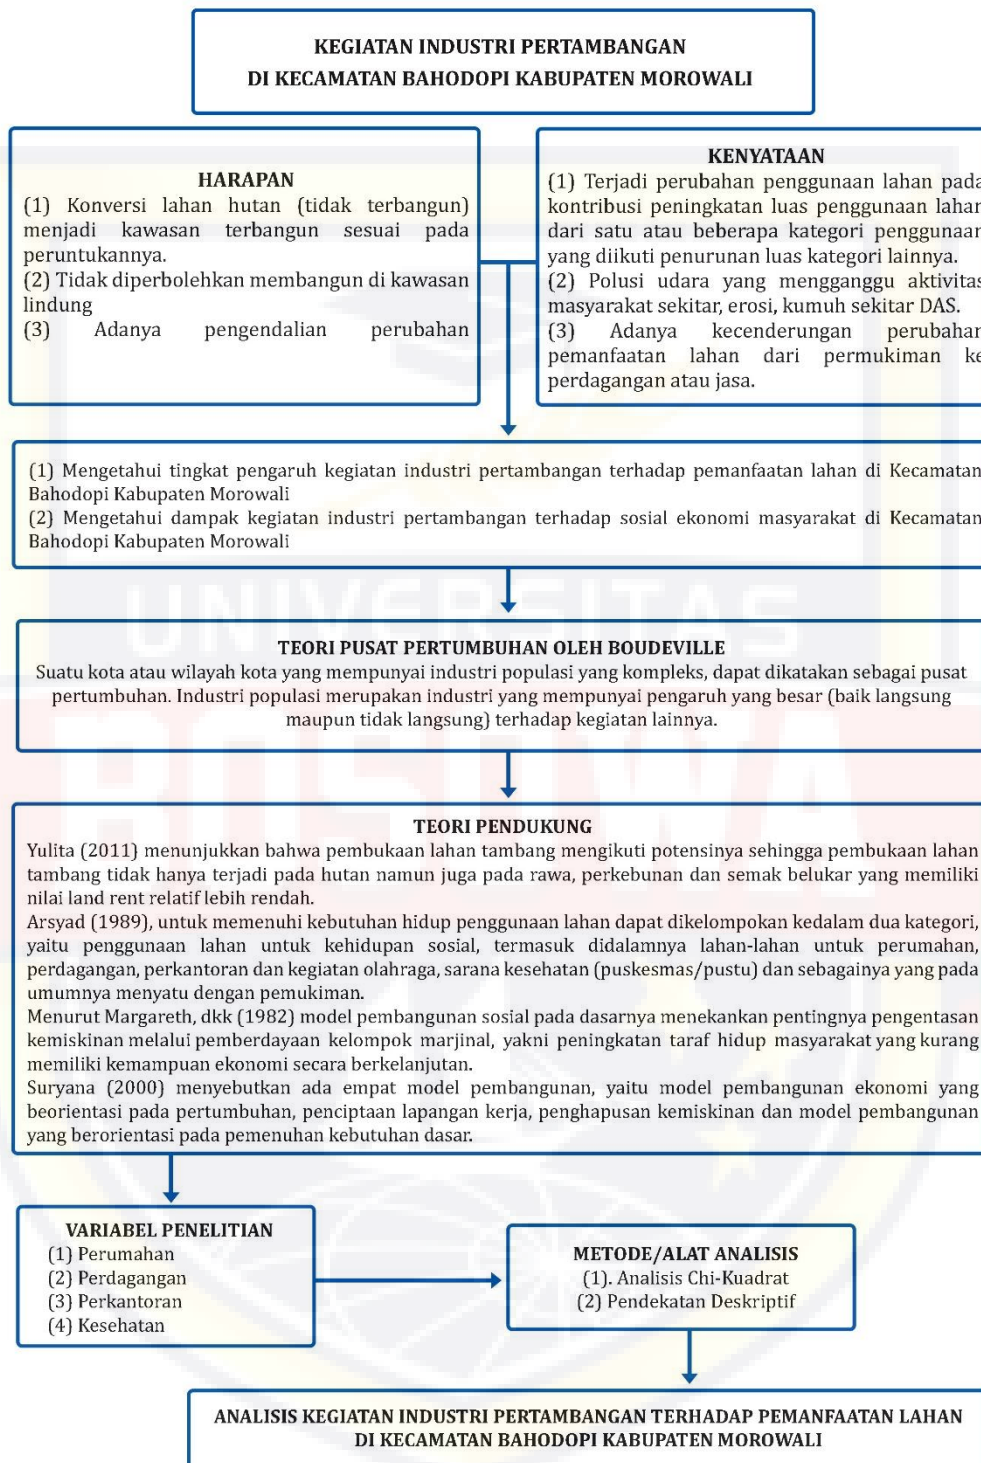 KEGIATAN INDUSTRI PERTAMBANGAN
DI KECAMATAN BAHODOPI KABUPATEN MOROWALI
HARAPAN
(1) Konversi lahan hutan (tidak terbangun)
menjadi kawasan terbangun sesuai pada
peruntukannya.
(2) Tidak diperbolehkan membangun di kawasan
lindung
(3) Adanya pengendalian perubahan
KENYATAAN
(1) Terjadi perubahan penggunaan lahan pada
kontribusi peningkatan luas penggunaan lahan
dari satu atau beberapa kategori penggunaan
yang diikuti penurunan luas kategori lainnya.
(2) Polusi udara yang mengganggu aktivitas
masyarakat sekitar, erosi, kumuh sekitar DAS.
(3) Adanya kecenderungan perubahan
pemanfaatan lahan dari permukiman ke
perdagangan atau jasa.
(1) Mengetahui tingkat pengaruh kegiatan industri pertambangan terhadap pemanfaatan lahan di Kecamatan
Bahodopi Kabupaten Morowali
(2) Mengetahui dampak kegiatan industri pertambangan terhadap sosial ekonomi masyarakat di Kecamatan
Bahodopi Kabupaten Morowali
UNIVERSITAS
TEORI PUSAT PERTUMBUHAN OLEH BOUDEVILLE
Suatu kota atau wilayah kota yang mempunyai industri populasi yang kompleks, dapat dikatakan sebagai pusat
pertumbuhan. Industri populasi merupakan industri yang mempunyai pengaruh yang besar (baik langsung
maupun tidak langsung) terhadap kegiatan lainnya.
BOSOWA
TEORI PENDUKUNG
Yulita (2011) menunjukkan bahwa pembukaan lahan tambang mengikuti potensinya sehingga pembukaan lahan
tambang tidak hanya terjadi pada hutan namun juga pada rawa, perkebunan dan semak belukar yang memiliki
nilai land rent relatif lebih rendah.
Arsyad (1989), untuk memenuhi kebutuhan hidup penggunaan lahan dapat dikelompokan kedalam dua kategori,
yaitu penggunaan lahan untuk kehidupan sosial, termasuk didalamnya lahan-lahan untuk perumahan,
perdagangan, perkantoran dan kegiatan olahraga, sarana kesehatan (puskesmas/pustu) dan sebagainya yang pada
umumnya menyatu dengan pemukiman.
Menurut Margareth, dkk (1982) model pembangunan sosial pada dasarnya menekankan pentingnya pengentasan
kemiskinan melalui pemberdayaan kelompok marjinal, yakni peningkatan taraf hidup masyarakat yang kurang
memiliki kemampuan ekonomi secara berkelanjutan.
Suryana (2000) menyebutkan ada empat model pembangunan, yaitu model pembangunan ekonomi yang
beorientasi pada pertumbuhan, penciptaan lapangan kerja, penghapusan kemiskinan dan model pembangunan
yang berorientasi pada pemenuhan kebutuhan dasar.
VARIABEL PENELITIAN
(1) Perumahan
(2) Perdagangan
(3) Perkantoran
(4) Kesehatan
METODE/ALAT ANALISIS
(1). Analisis Chi-Kuadrat
(2) Pendekatan Deskriptif
ANALISIS KEGIATAN INDUSTRI PERTAMBANGAN TERHADAP PEMANFAATAN LAHAN
DI KECAMATAN BAHODOPI KABUPATEN MOROWALI